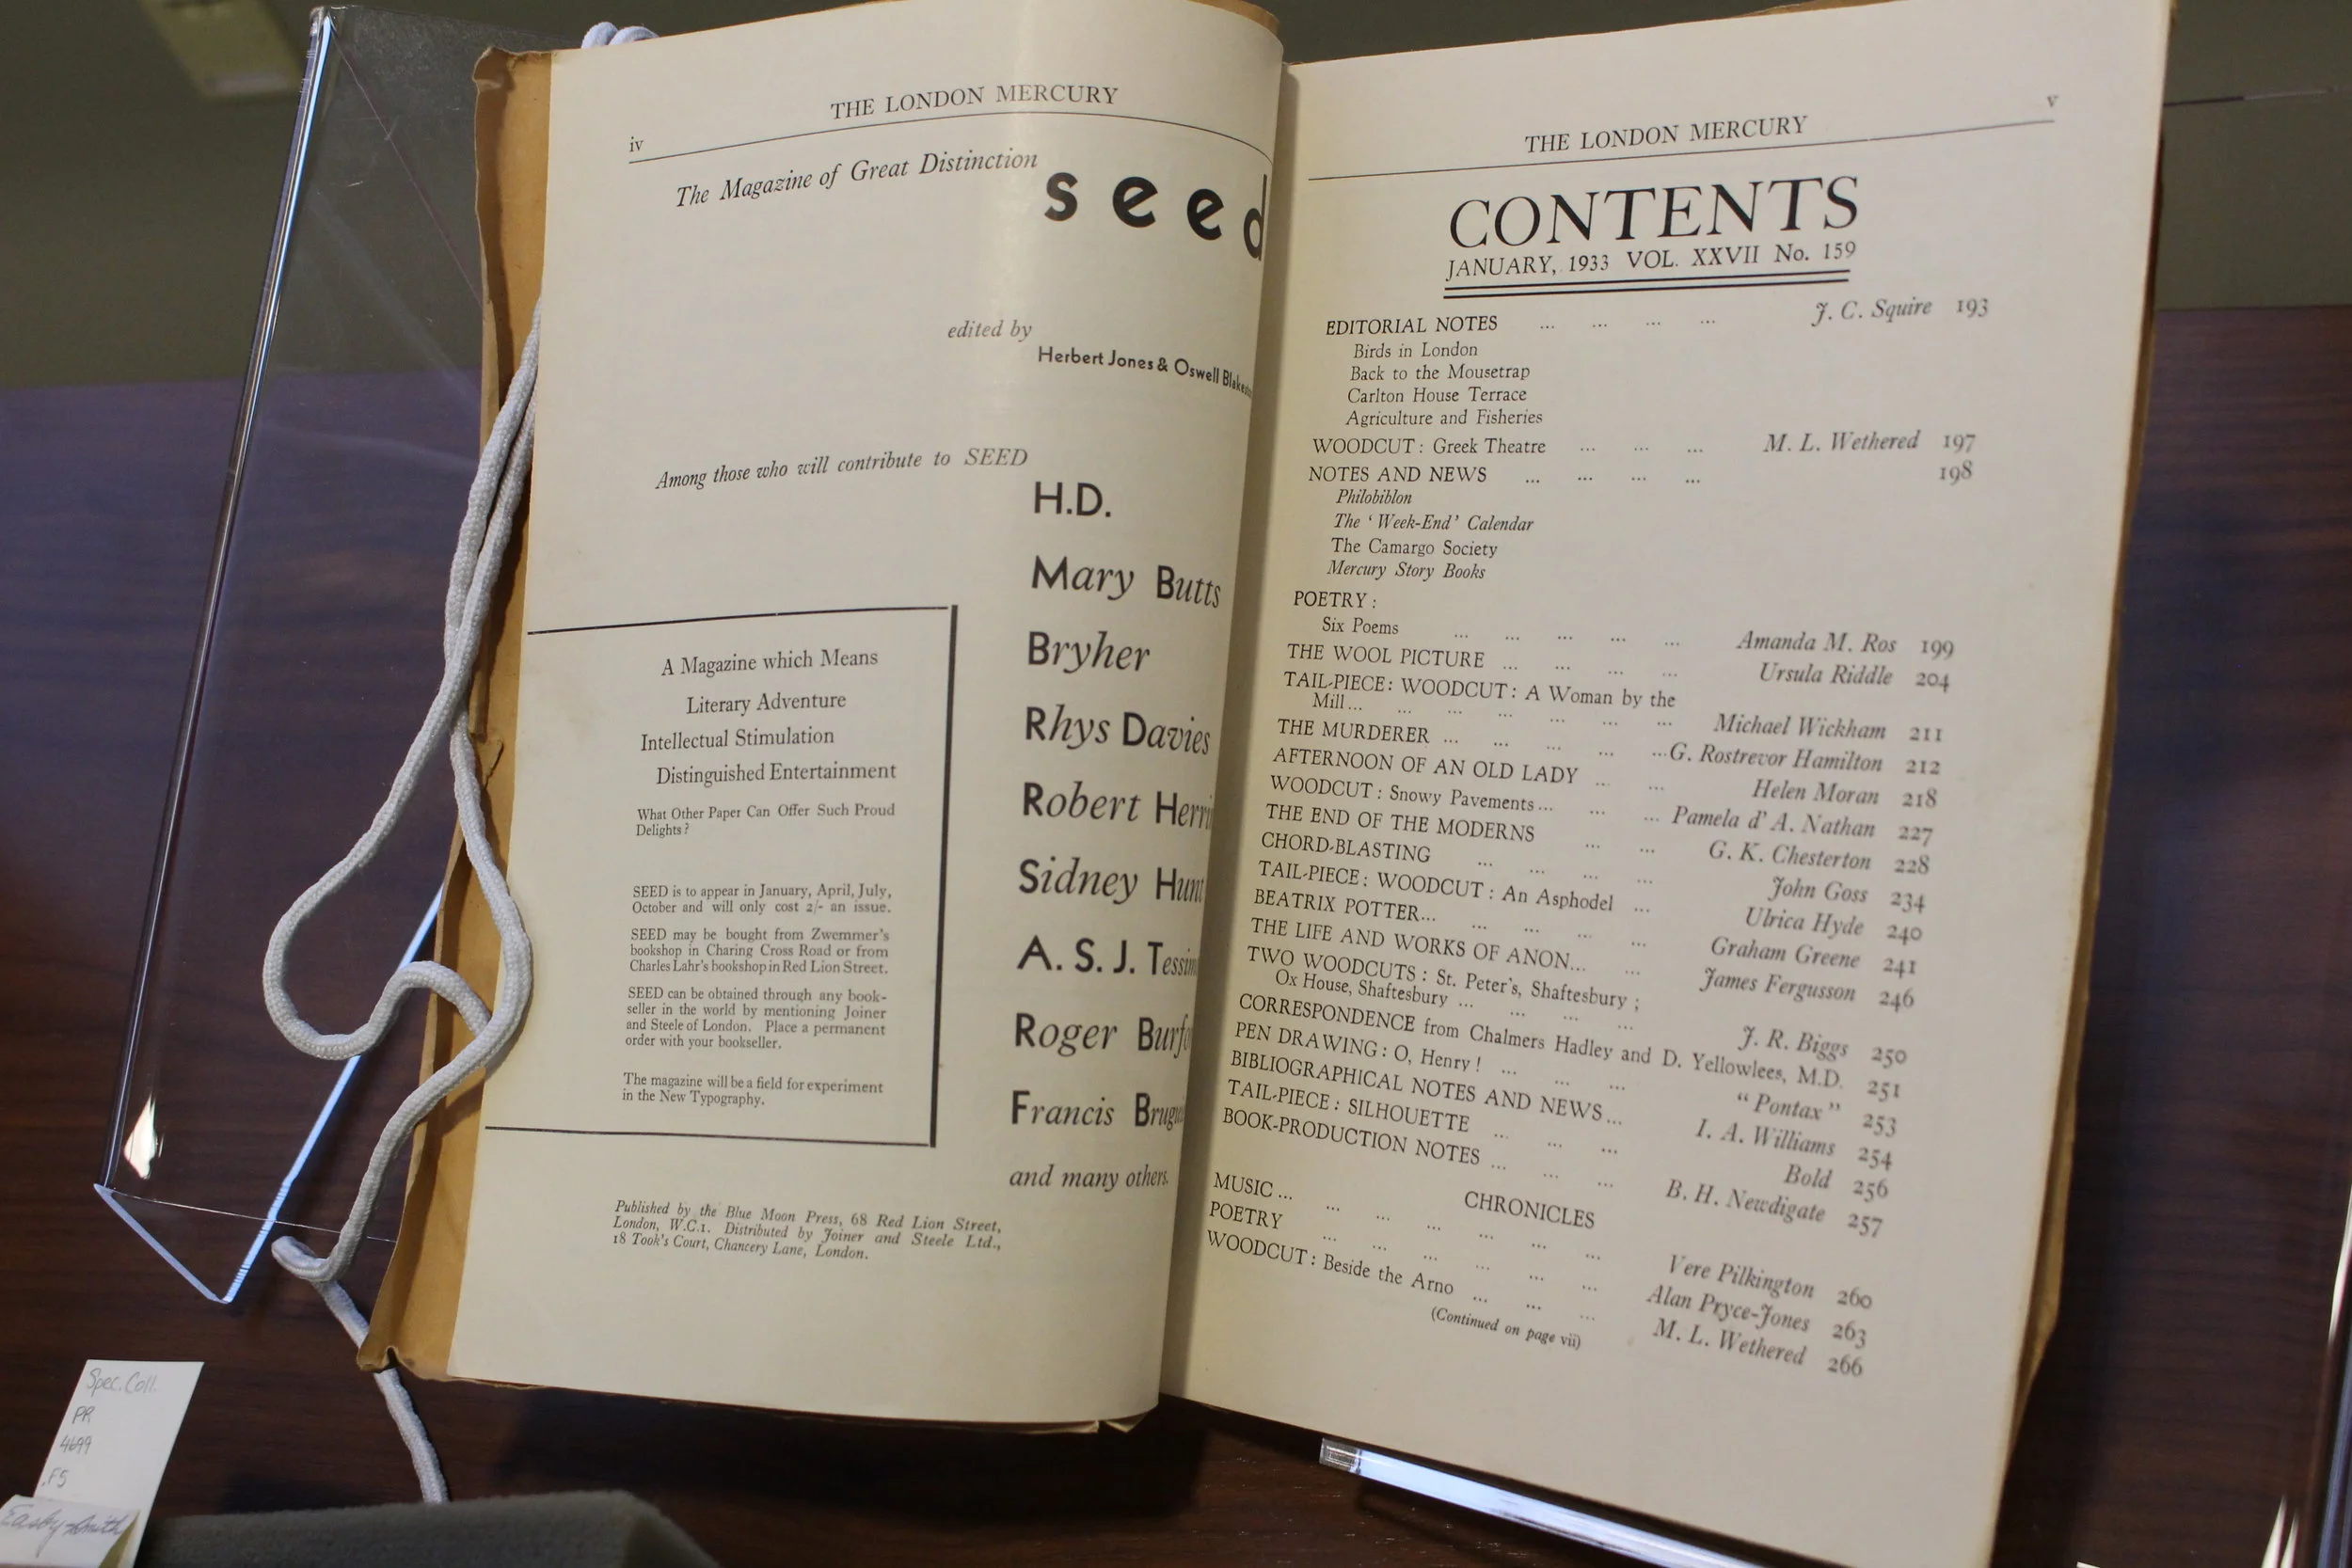 THE LONDON MERCURY
iv
The Magazine of Great Distinction
seed
edited by
Herbert Jones & Oswell
Among those who will contribute to SEED
H.D.
Mary Butts
Bryher
Rhys Davies
Robert
Sidney Hunt
A. S. J.
Roger
Francis
and many others.
A Magazine which Means
Literary Adventure
Intellectual Stimulation
Distinguished Entertainment
What Other Paper Can Offer Such Proud
Delights?
SEED is to appear in January, April, July,
October and will only cost 2/- an issue.
SEED may be bought from Zwemmer's
bookshop in Charing Cross Road or from
Charles Lahr's bookshop in Red Lion Street.
SEED can be obtained through any book-
seller in the world by mentioning Joiner
and Steele of London. Place a permanent
order with your bookseller.
The magazine will be a field for experiment
in the New Typography.
Published by the Blue Moon Press, 68 Red Lion Street,
London, W.C.1. Distributed by Joiner and Steele Ltd.,
18 Took's Court, Chancery Lane, London.
v
THE LONDON MERCURY
CONTENTS
JANUARY, 1933 VOL. XXVII No. 159
EDITORIAL NOTES ... ... ... ... J. C. Squire 193
Birds in London
Back to the Mousetrap
Carlton House Terrace
Agriculture and Fisheries
WOODCUT : Greek Theatre ... ... ... M. L. Wethered 197
NOTES AND NEWS ... ... ... ... 198
Philobiblon
The ' Week-End' Calendar
The Camargo Society
Mercury Story Books
POETRY :
Six Poems ... ... ... ... ... Amanda M. Ros 199
THE WOOL PICTURE ... ... ... ... Ursula Riddle 204
TAIL-PIECE: WOODCUT : A Woman by the
Mill ... ... ... ... ... ... ... Michael Wickham 211
THE MURDERER ... ... ... ... ... G. Rostrevor Hamilton 212
AFTERNOON OF AN OLD LADY ... ... Helen Moran 218
WOODCUT : Snowy Pavements ... ... ... Pamela d' A. Nathan 227
THE END OF THE MODERNS ... ... G. K. Chesterton 228
CHORD-BLASTING ... ... ... ... John Goss 234
TAIL-PIECE: WOODCUT : An Asphodel ... Ulrica Hyde 240
BEATRIX POTTER... ... ... ... ... Graham Greene 241
THE LIFE AND WORKS OF ANON... ... James Fergusson 246
TWO WOODCUTS : St. Peter's, Shaftesbury ;
Ox House, Shaftesbury ... ... ... ... J. R. Biggs 250
CORRESPONDENCE from Chalmers Hadley and D. Yellowlees, M.D. 251
PEN DRAWING : O, Henry ! ... ... ... " Pontax " 253
BIBLIOGRAPHICAL NOTES AND NEWS ... I. A. Williams 254
TAIL-PIECE : SILHOUETTE ... ... ... Bold 256
BOOK-PRODUCTION NOTES ... ... ... B. H. Newdigate 257
CHRONICLES
MUSIC ... ... ... ... ... ... ... Vere Pilkington 260
POETRY ... ... ... ... ... ... Alan Pryce-Jones 263
WOODCUT : Beside the Arno ... ... ... M. L. Wethered 266
(Continued on page vii)
Spec. Coll.
PR
4699
.F5
Easby-Smith